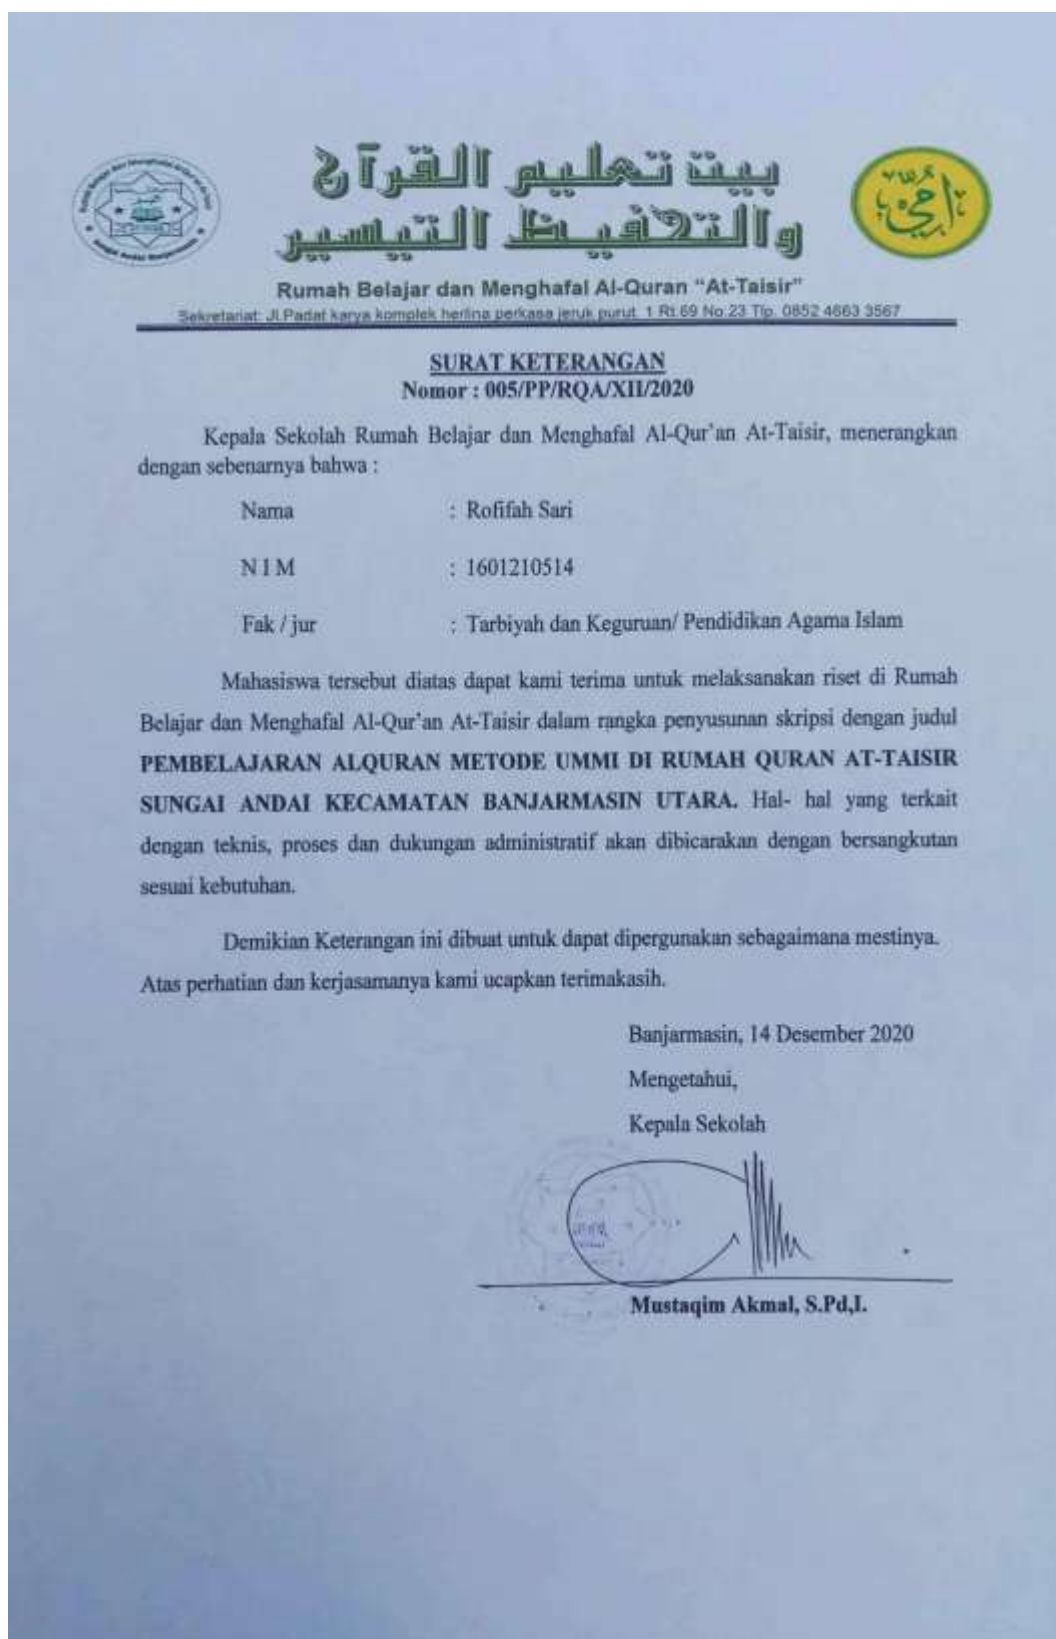 بيت تعليم القرآن
والتحفيظ التيسير
أمي
Rumah Belajar dan Menghafal Al-Quran "At-Taisir"
Sekretariat: Jl.Padat karya komplek herlina perkasa jeruk purut 1 Rt.69 No.23 Tlp. 0852 4663 3567
SURAT KETERANGAN
Nomor : 005/PP/RQA/XII/2020
Kepala Sekolah Rumah Belajar dan Menghafal Al-Qur'an At-Taisir, menerangkan
dengan sebenarnya bahwa :
Nama : Rofifah Sari
N I M : 1601210514
Fak / jur : Tarbiyah dan Keguruan/ Pendidikan Agama Islam
Mahasiswa tersebut diatas dapat kami terima untuk melaksanakan riset di Rumah
Belajar dan Menghafal Al-Qur'an At-Taisir dalam rangka penyusunan skripsi dengan judul
PEMBELAJARAN ALQURAN METODE UMMI DI RUMAH QURAN AT-TAISIR
SUNGAI ANDAI KECAMATAN BANJARMASIN UTARA. Hal- hal yang terkait
dengan teknis, proses dan dukungan administratif akan dibicarakan dengan bersangkutan
sesuai kebutuhan.
Demikian Keterangan ini dibuat untuk dapat dipergunakan sebagaimana mestinya.
Atas perhatian dan kerjasamanya kami ucapkan terimakasih.
Banjarmasin, 14 Desember 2020
Mengetahui,
Kepala Sekolah
Mustaqim Akmal, S.Pd,I.